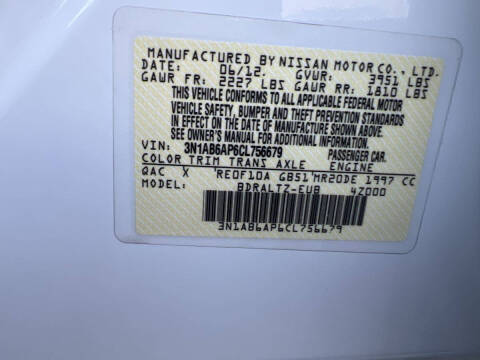 MANUFACTURED BY NISSAN MOTOR CO., LTD.
DATE: 06/12. GVWR: 3951 LBS
GAWR FR: 2227 LBS GAWR RR: 1810 LBS
THIS VEHICLE CONFORMS TO ALL APPLICABLE FEDERAL MOTOR
VEHICLE SAFETY, BUMPER AND THEFT PREVENTION STANDARDS
IN EFFECT ON THE DATE OF MANUFACTURE SHOWN ABOVE.
SEE OWNER'S MANUAL FOR ADDITIONAL INFORMATION.
VIN: 3N1AB6AP6CL756679 PASSENGER CAR.
COLOR TRIM TRANS AXLE ENGINE
QAC X RE0F10A GB51 MR20DE 1997 CC
MODEL: BDRALTZ-EUB 4Z000
3N1AB6AP6CL756679